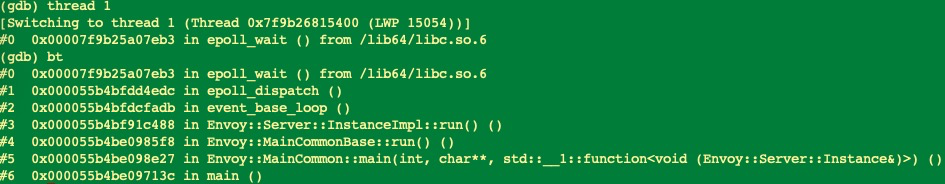 (gdb) thread 1
[Switching to thread 1 (Thread 0x7f9b26815400 (LWP 15054))]
#0  0x00007f9b25a07eb3 in epoll_wait () from /lib64/libc.so.6
(gdb) bt
#0  0x00007f9b25a07eb3 in epoll_wait () from /lib64/libc.so.6
#1  0x000055b4bfdd4edc in epoll_dispatch ()
#2  0x000055b4bfdcfadb in event_base_loop ()
#3  0x000055b4bf91c488 in Envoy::Server::InstanceImpl::run() ()
#4  0x000055b4be0985f8 in Envoy::MainCommonBase::run() ()
#5  0x000055b4be098e27 in Envoy::MainCommon::main(int, char**, std::__1::function<void (Envoy::Server::Instance&)>) ()
#6  0x000055b4be09713c in main ()